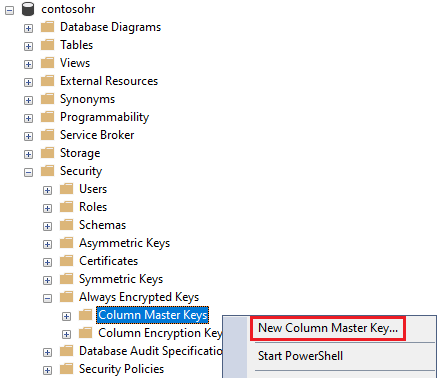 contosohr
Database Diagrams
Tables
Views
External Resources
Synonyms
Programmability
Service Broker
Storage
Security
Users
Roles
Schemas
Asymmetric Keys
Certificates
Symmetric Keys
Always Encrypted Keys
Column Master Keys
New Column Master Key...
Column Encryption Key
Start PowerShell
Database Audit Specification
Security Policies